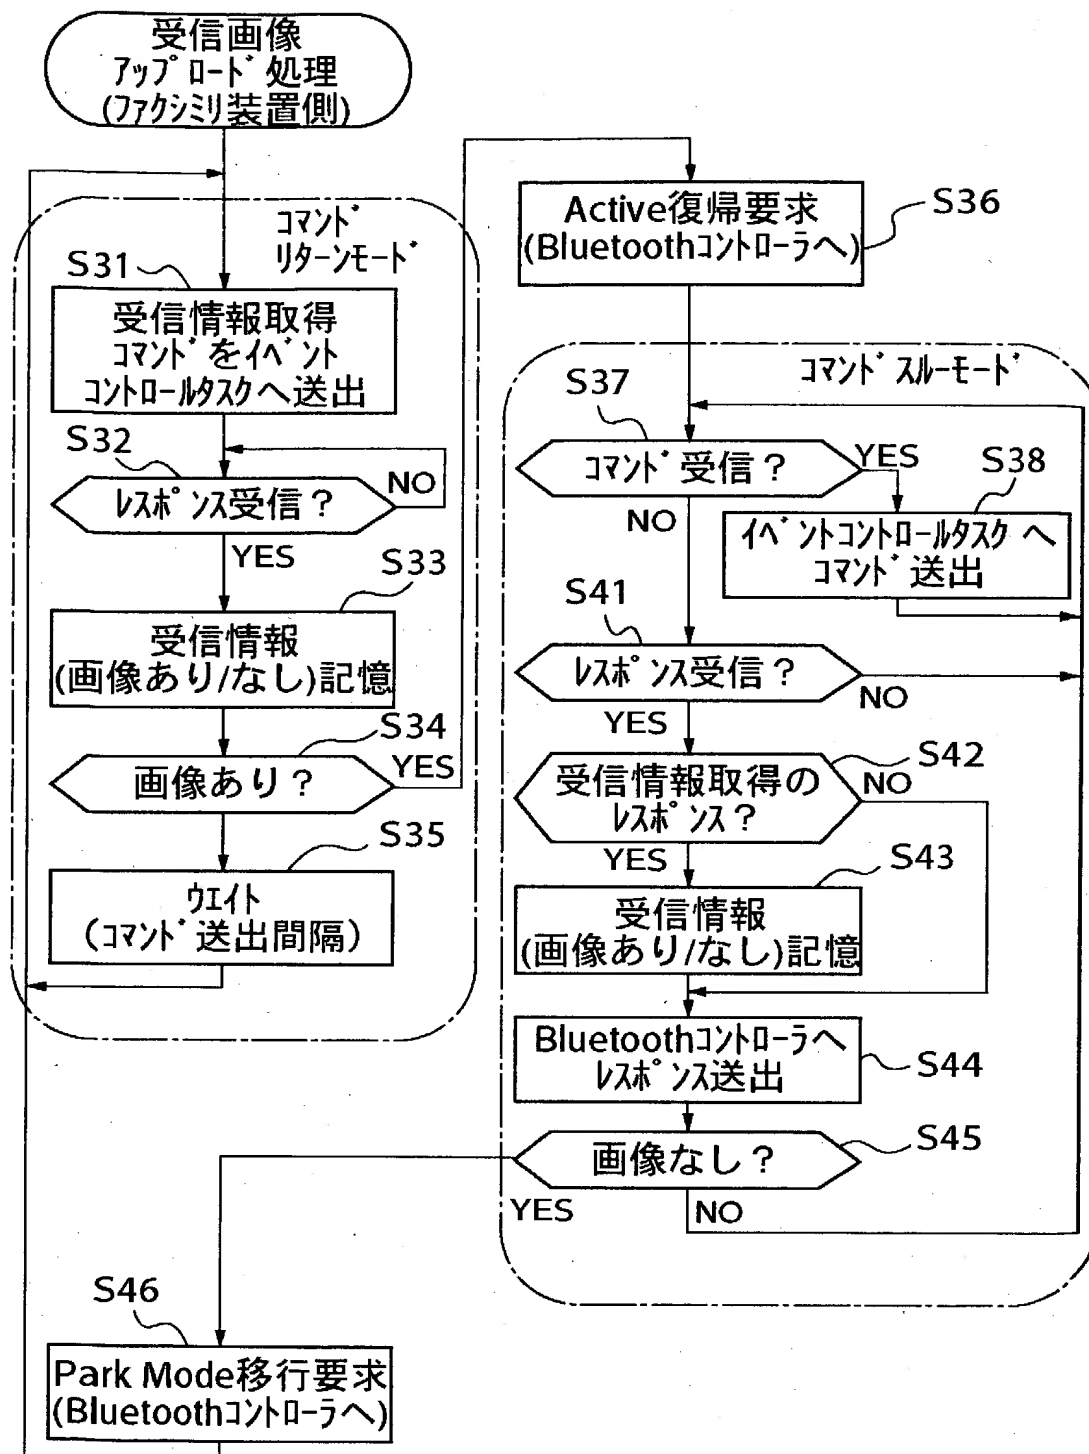 受信画像
アップロード処理
(ファクシミリ装置側)
コマンド
リターンモード
S31
受信情報取得
コマンドをイベント
コントロールタスクへ送出
S32
レスポンス受信？
NO
YES
S33
受信情報
(画像あり/なし)記憶
S34
画像あり？
YES
S35
ウエイト
(コマンド送出間隔)
Active復帰要求
(Bluetoothコントローラへ)
S36
コマンドスルーモード
S37
コマンド受信？
YES
NO
S38
イベントコントロールタスクへ
コマンド送出
S41
レスポンス受信？
NO
YES
S42
受信情報取得の
レスポンス？
NO
YES
S43
受信情報
(画像あり/なし)記憶
Bluetoothコントローラへ
レスポンス送出
S44
S45
画像なし？
YES
NO
S46
Park Mode移行要求
(Bluetoothコントローラへ)